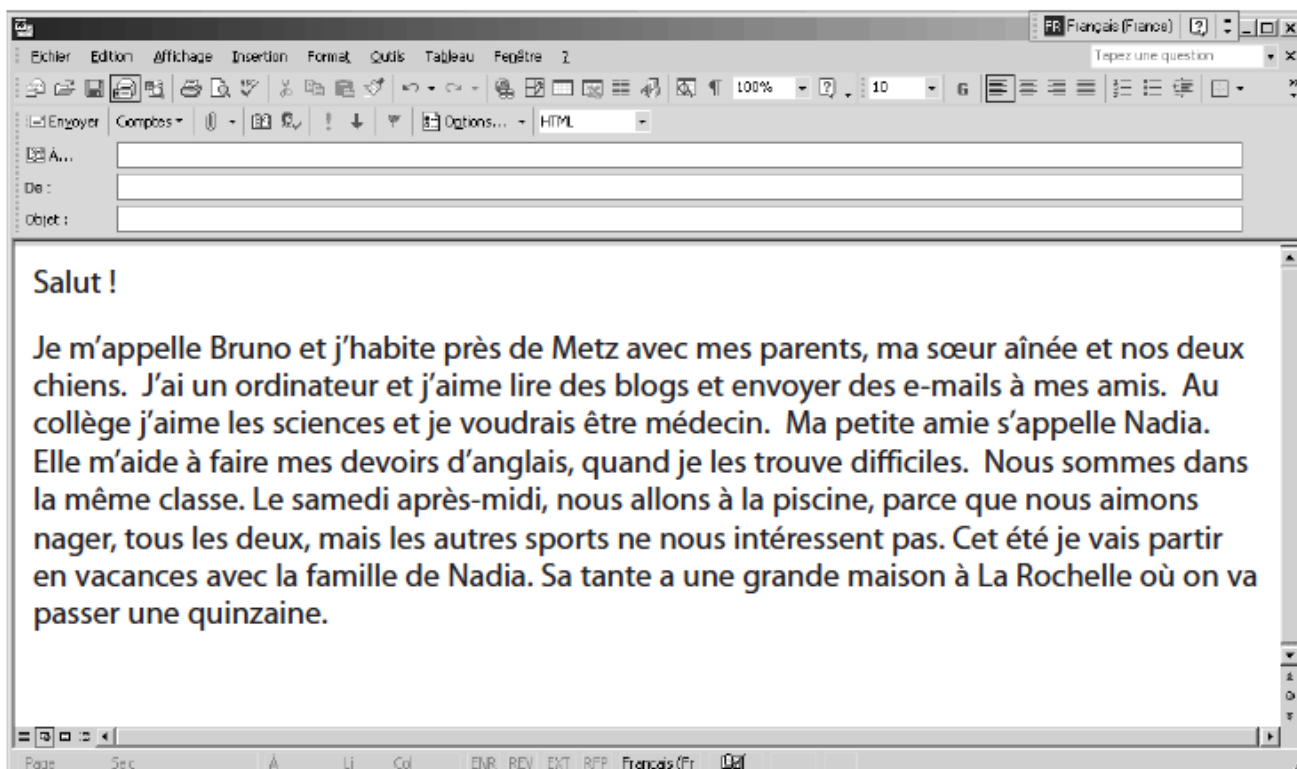 FR Français (France)
Eichier Edition Affichage Insertion Format Outils Tableau Fenêtre ? Tapez une question
100% 10 G
Envoyer Comptes Options... HTML
À...
De :
Objet :
Salut !
Je m’appelle Bruno et j’habite près de Metz avec mes parents, ma sœur aînée et nos deux
chiens. J’ai un ordinateur et j’aime lire des blogs et envoyer des e-mails à mes amis. Au
collège j’aime les sciences et je voudrais être médecin. Ma petite amie s’appelle Nadia.
Elle m’aide à faire mes devoirs d’anglais, quand je les trouve difficiles. Nous sommes dans
la même classe. Le samedi après-midi, nous allons à la piscine, parce que nous aimons
nager, tous les deux, mais les autres sports ne nous intéressent pas. Cet été je vais partir
en vacances avec la famille de Nadia. Sa tante a une grande maison à La Rochelle où on va
passer une quinzaine.
Page Sec À Li Col ENR REV EXT RFP Français (Fr